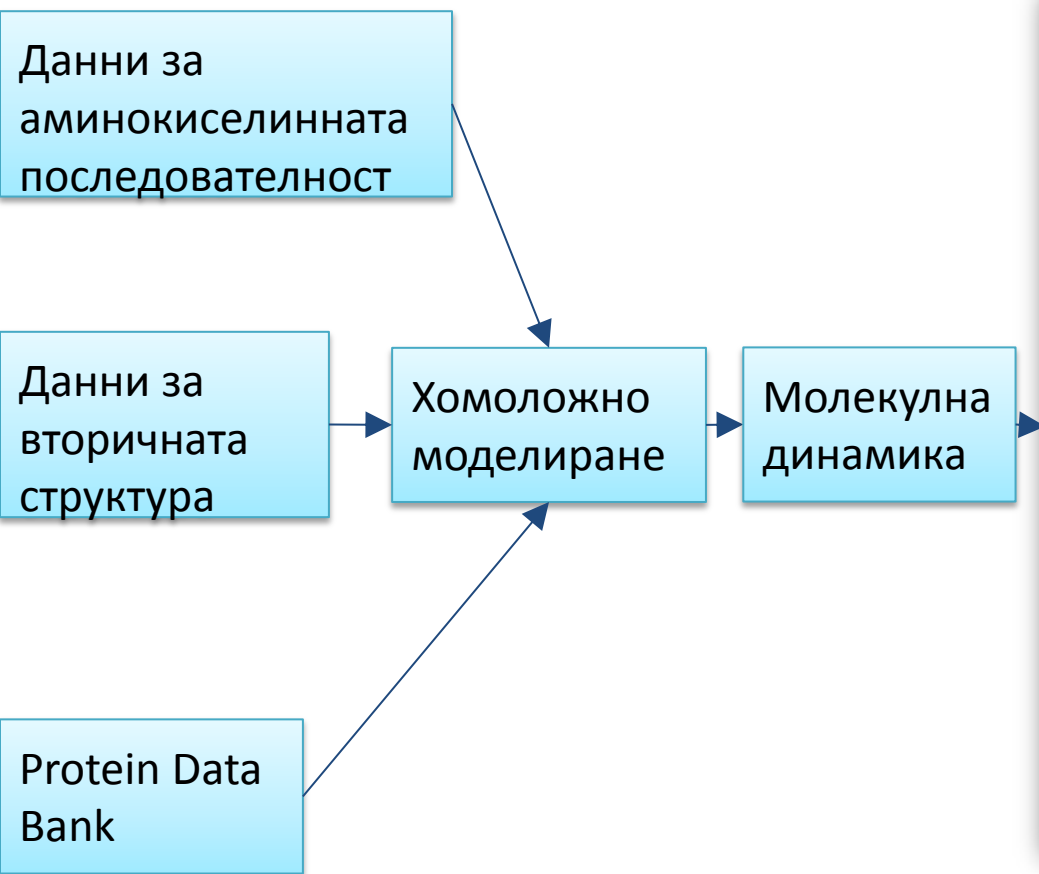 Данни за
аминокиселинната
последователност
Данни за
вторичната
структура
Хомоложно
моделиране
Молекулна
динамика
Protein Data
Bank